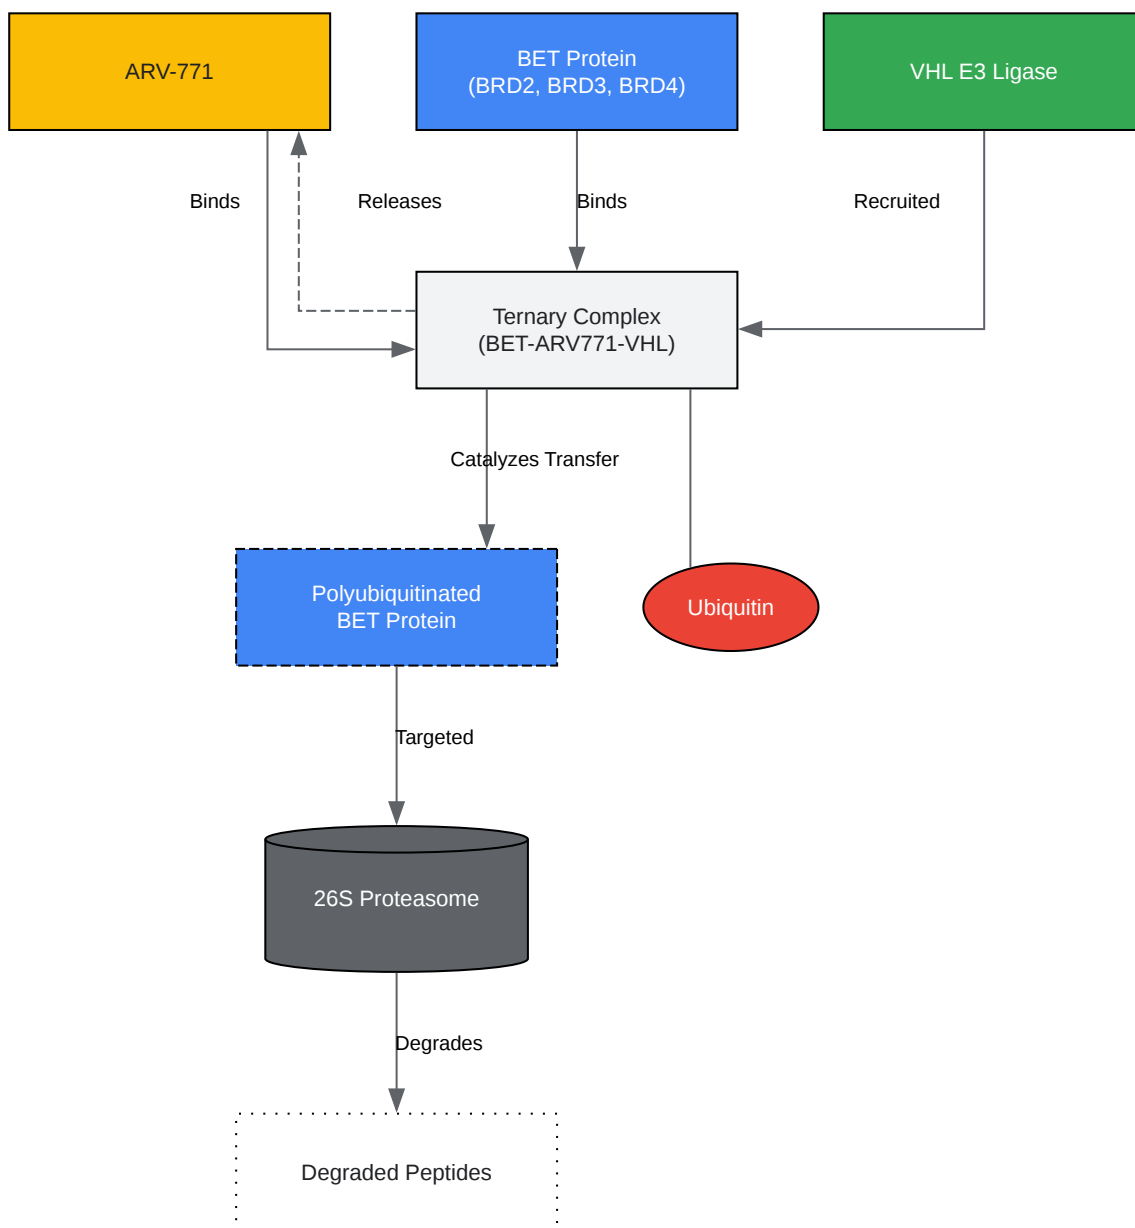 ARV-771
BET Protein
(BRD2, BRD3, BRD4)
VHL E3 Ligase
Binds
Releases
Binds
Recruited
Ternary Complex
(BET-ARV771-VHL)
Catalyzes Transfer
Polyubiquitinated
BET Protein
Ubiquitin
Targeted
26S Proteasome
Degrades
Degraded Peptides